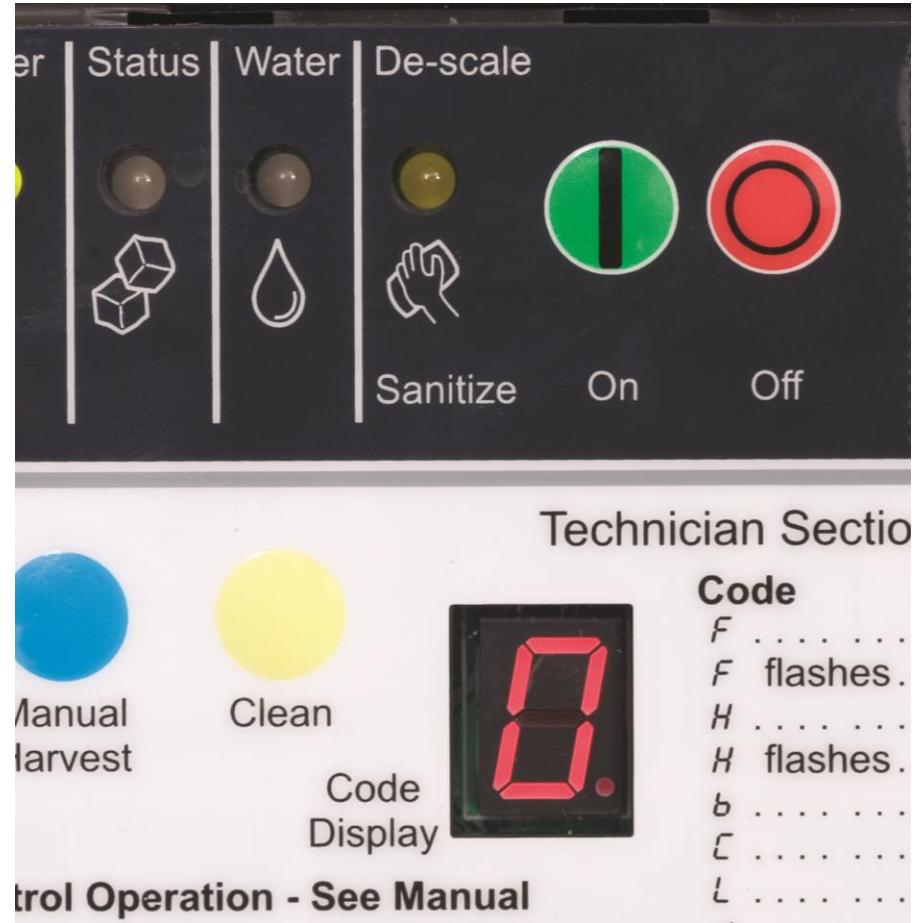 er Status Water De-scale
Sanitize On Off
Technician Sectio
Code
F . . . . . . .
F flashes .
H . . . . . . .
H flashes .
b . . . . . . .
C . . . . . . .
L . . . . . . .
Manual
Harvest
Clean
Code
Display
0
trol Operation - See Manual